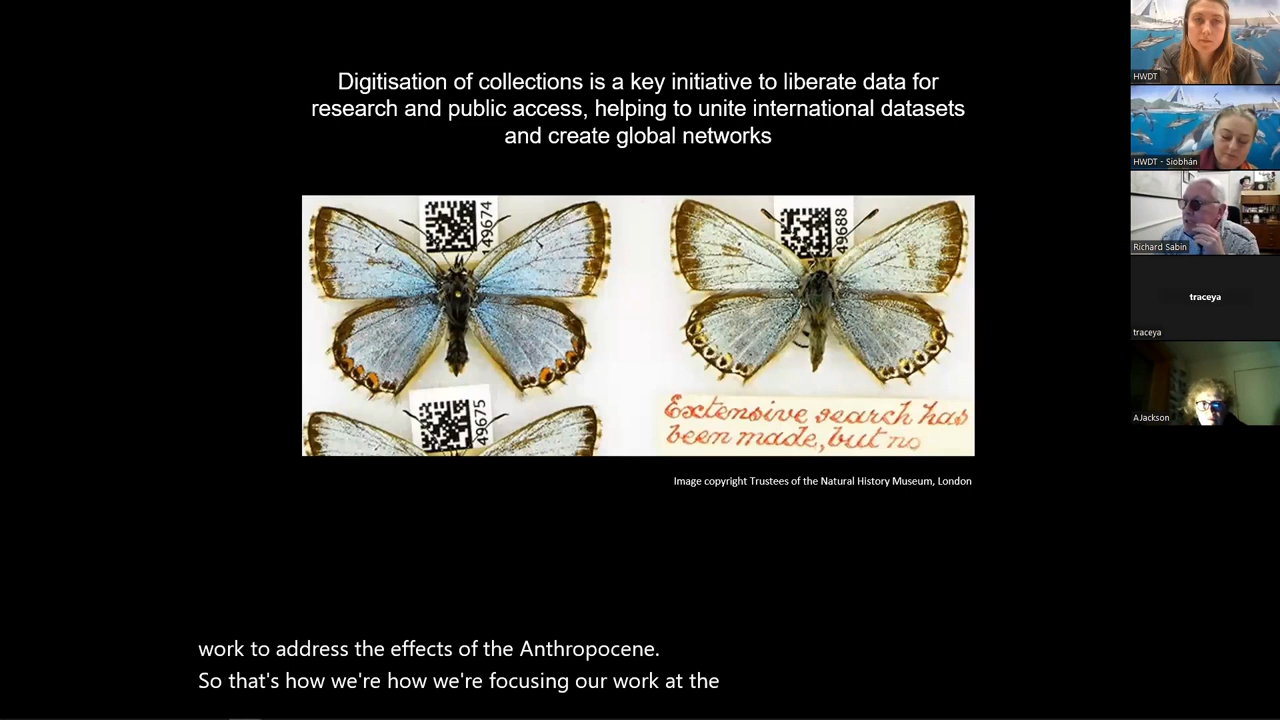 Digitisation of collections is a key initiative to liberate data for
research and public access, helping to unite international datasets
and create global networks
49674
49688
49675
Extensive search has
been made, but no
Image copyright Trustees of the Natural History Museum, London
work to address the effects of the Anthropocene.
So that's how we're how we're focusing our work at the
HWDT
HWDT - Siobhán
Richard Sabin
traceya
traceya
AJackson